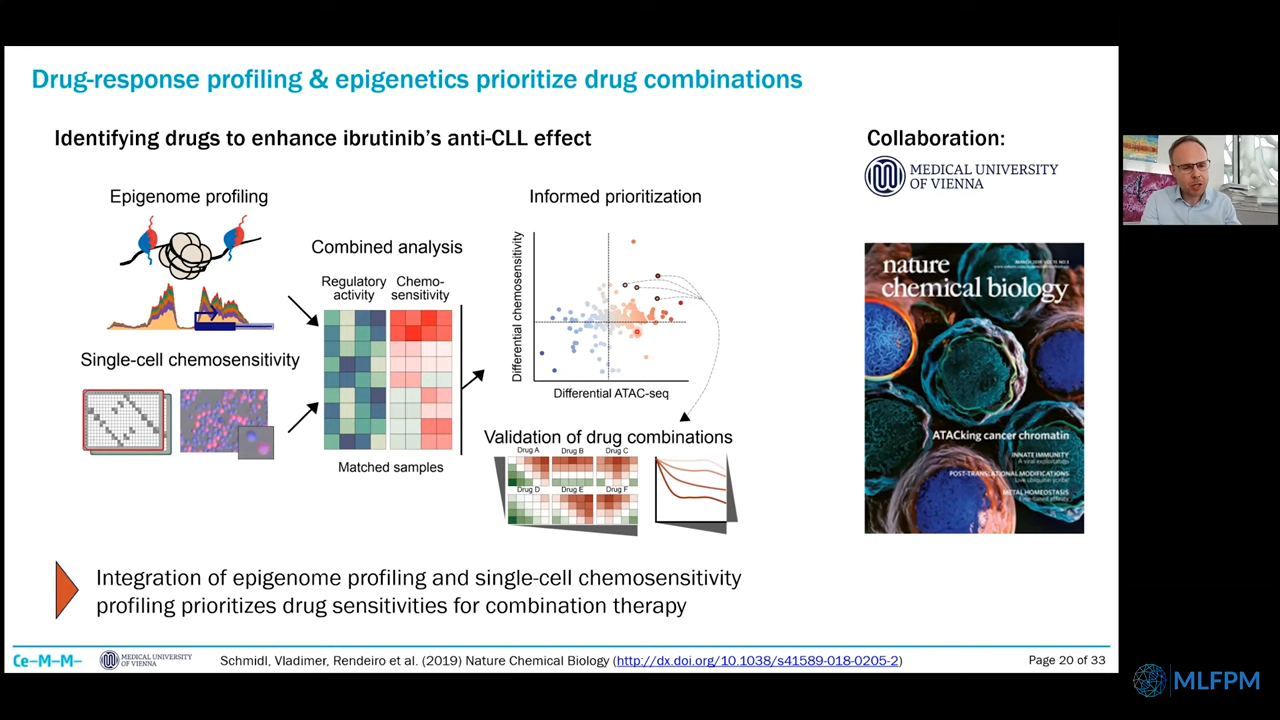 Drug-response profiling & epigenetics prioritize drug combinations
Identifying drugs to enhance ibrutinib's anti-CLL effect
Epigenome profiling
Single-cell chemosensitivity
Combined analysis
Regulatory
activity
Chemo-
sensitivity
Matched samples
Informed prioritization
Differential chemosensitivity
Differential ATAC-seq
Validation of drug combinations
Drug A
Drug B
Drug C
Drug D
Drug E
Drug F
Collaboration:
MEDICAL UNIVERSITY
OF VIENNA
nature
chemical biology
ATACking cancer chromatin
INNATE IMMUNITY
POST-TRANSLATIONAL MODIFICATIONS
METAL HOMEOSTASIS
Integration of epigenome profiling and single-cell chemosensitivity
profiling prioritizes drug sensitivities for combination therapy
Ce-M-M-
MEDICAL UNIVERSITY
OF VIENNA
Schmidl, Vladimer, Rendeiro et al. (2019) Nature Chemical Biology (http://dx.doi.org/10.1038/s41589-018-0205-2)
Page 20 of 33
MLFPM